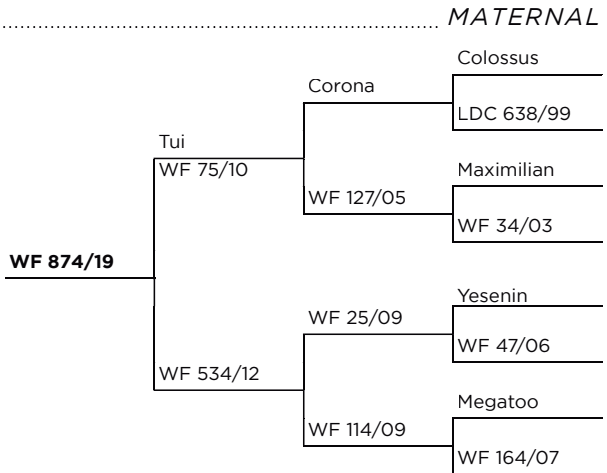 MATERNAL
Colossus
Corona
LDC 638/99
Tui
WF 75/10
Maximilian
WF 127/05
WF 34/03
WF 874/19
Yesenin
WF 25/09
WF 47/06
WF 534/12
Megatoo
WF 114/09
WF 164/07